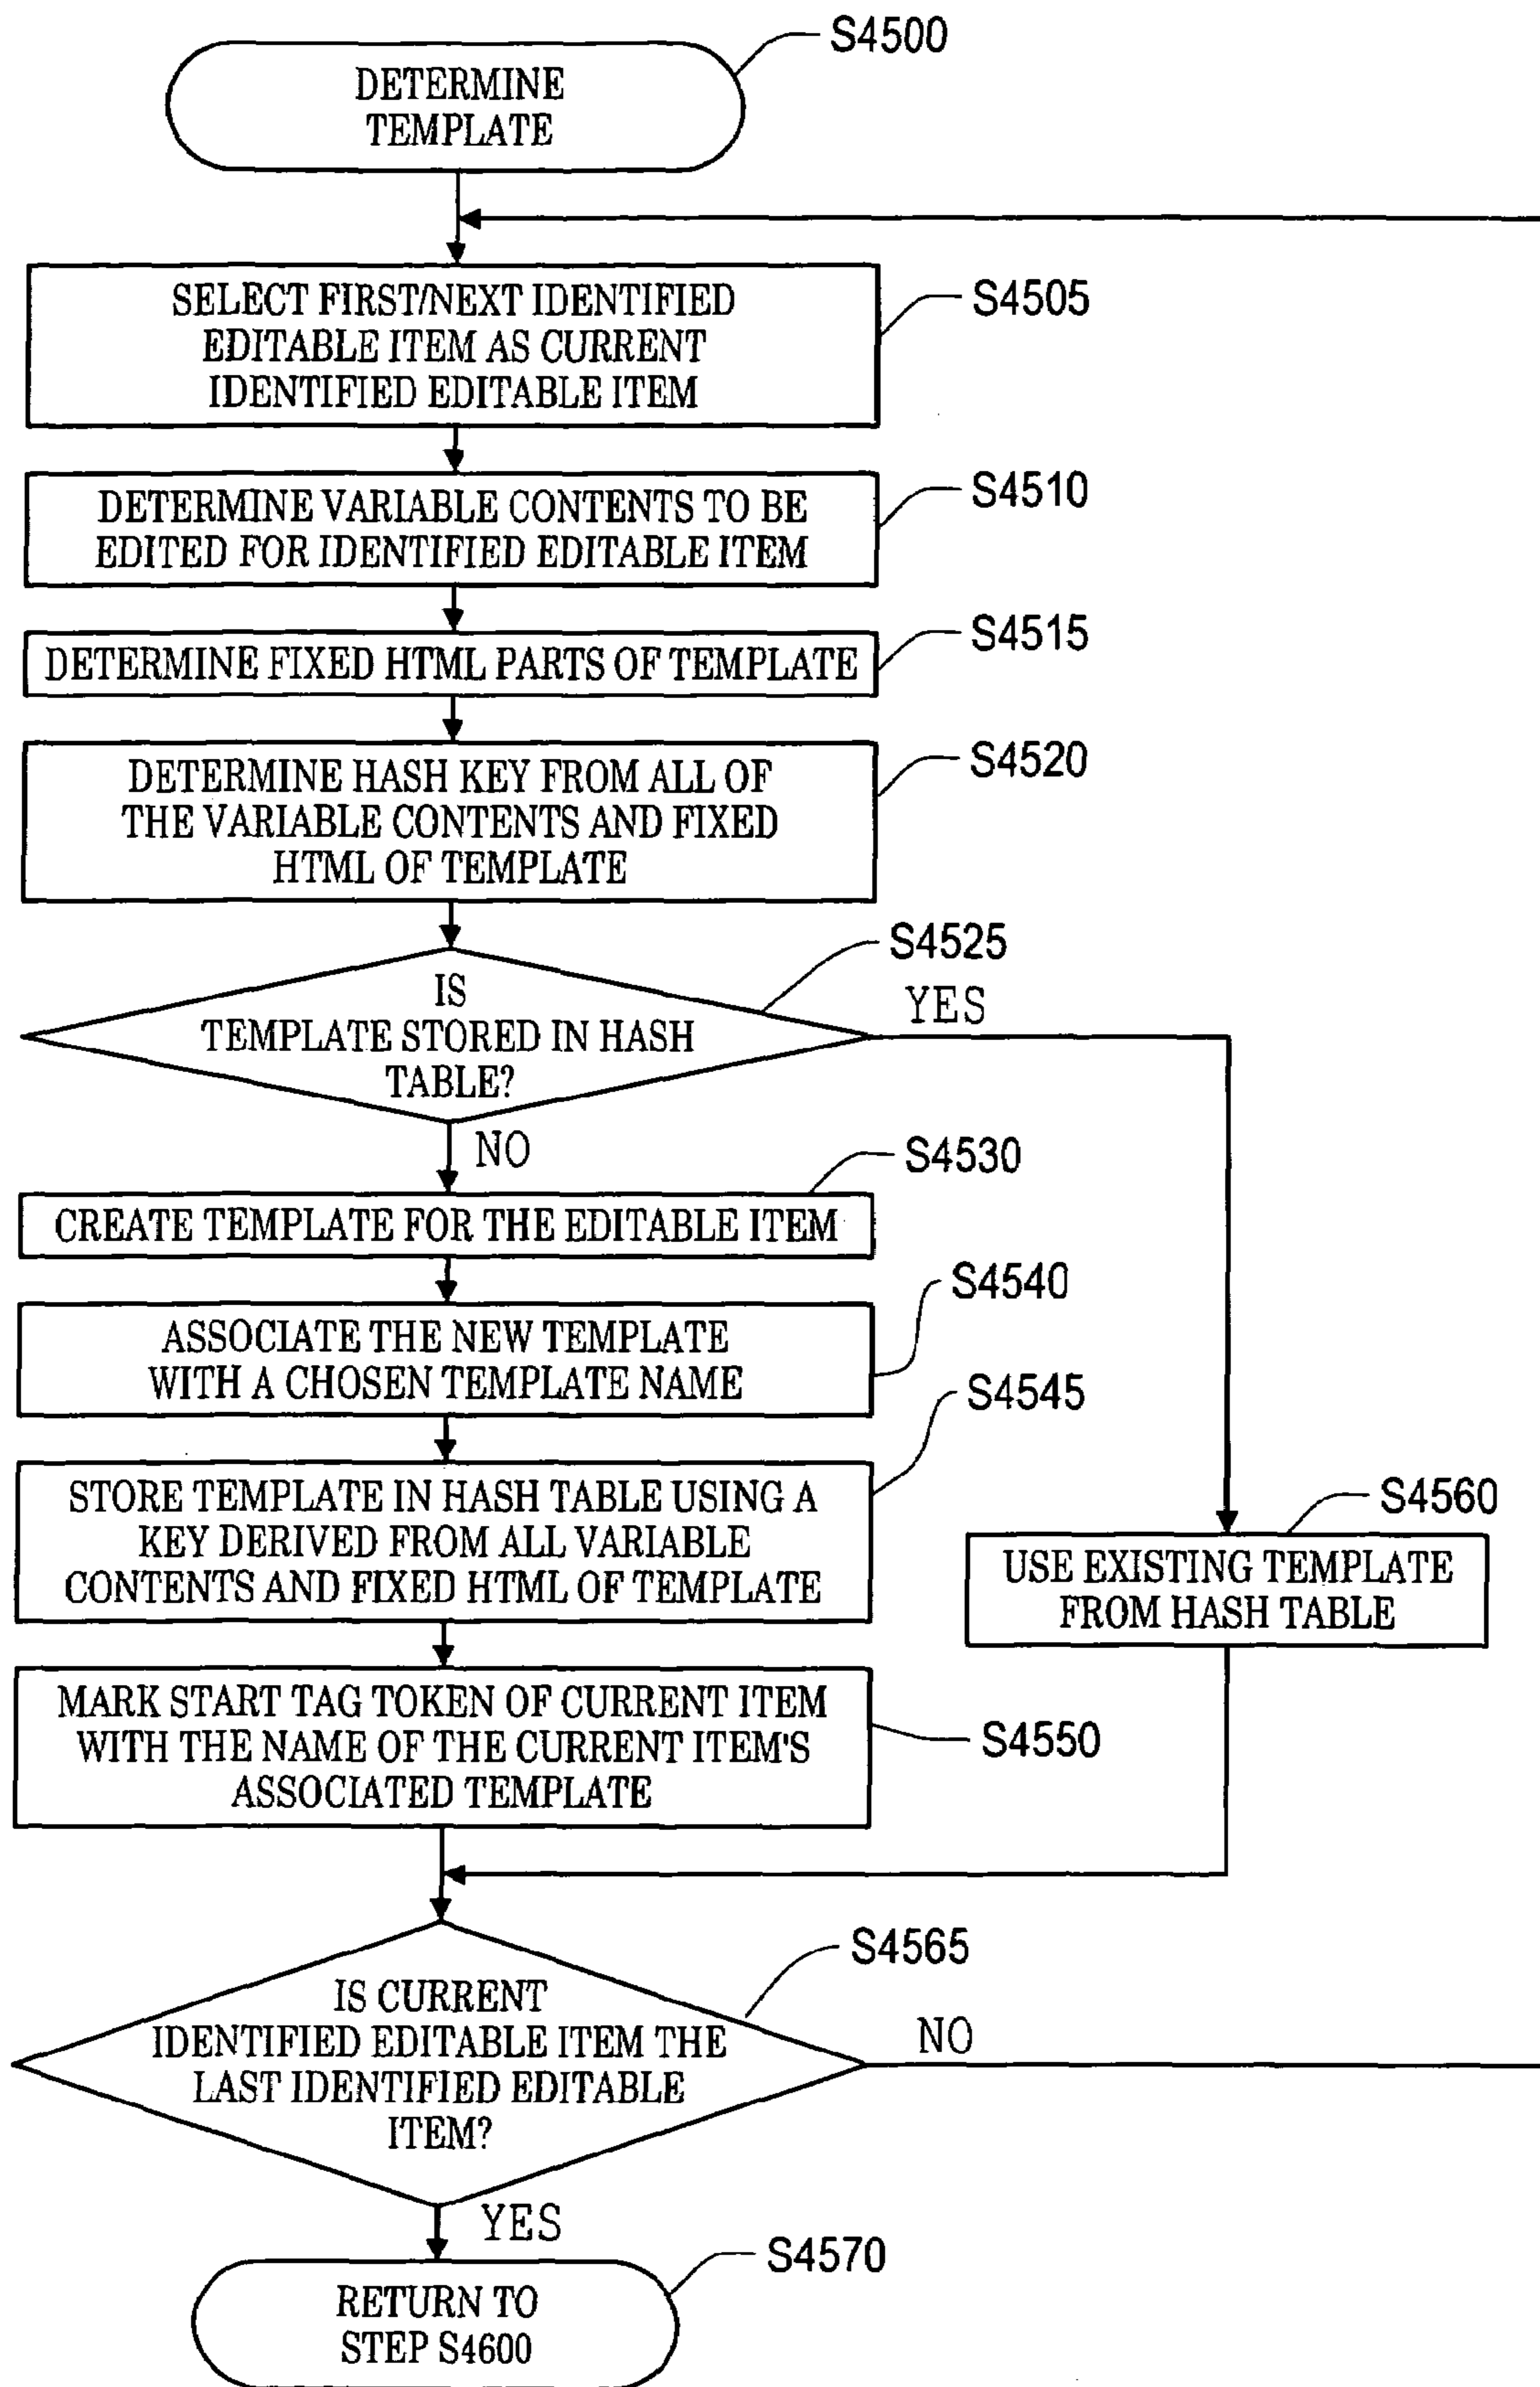 S4500
DETERMINE
TEMPLATE
S4505
SELECT FIRST/NEXT IDENTIFIED
EDITABLE ITEM AS CURRENT
IDENTIFIED EDITABLE ITEM
S4510
DETERMINE VARIABLE CONTENTS TO BE
EDITED FOR IDENTIFIED EDITABLE ITEM
S4515
DETERMINE FIXED HTML PARTS OF TEMPLATE
S4520
DETERMINE HASH KEY FROM ALL OF
THE VARIABLE CONTENTS AND FIXED
HTML OF TEMPLATE
S4525
IS
TEMPLATE STORED IN HASH
TABLE?
YES
NO
S4530
CREATE TEMPLATE FOR THE EDITABLE ITEM
S4540
ASSOCIATE THE NEW TEMPLATE
WITH A CHOSEN TEMPLATE NAME
S4545
STORE TEMPLATE IN HASH TABLE USING A
KEY DERIVED FROM ALL VARIABLE
CONTENTS AND FIXED HTML OF TEMPLATE
S4560
USE EXISTING TEMPLATE
FROM HASH TABLE
S4550
MARK START TAG TOKEN OF CURRENT ITEM
WITH THE NAME OF THE CURRENT ITEM'S
ASSOCIATED TEMPLATE
S4565
IS CURRENT
IDENTIFIED EDITABLE ITEM THE
LAST IDENTIFIED EDITABLE
ITEM?
NO
YES
S4570
RETURN TO
STEP S4600